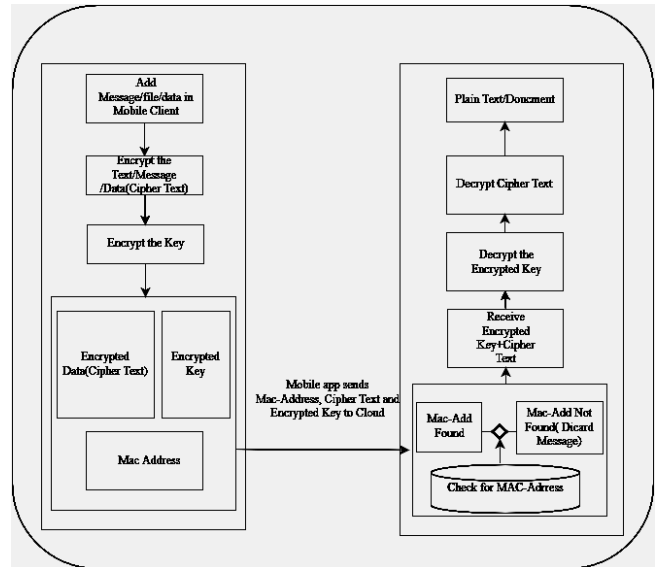 Add
Message/file/data in
Mobile Client
Encrypt the
Text/Message
/Data(Cipher Text)
Encrypt the Key
Encrypted
Data(Cipher Text)
Encrypted
Key
Mac Address
Mobile app sends
Mac-Address, Cipher Text and
Encrypted Key to Cloud
Plain Text/Doncment
Decrypt Cipher Text
Decrypt the
Encrypted Key
Receive
Encrypted
Key+Cipher
Text
Mac-Add
Found
Mac-Add Not
Found( Dicard
Message)
Check for MAC-Adrress